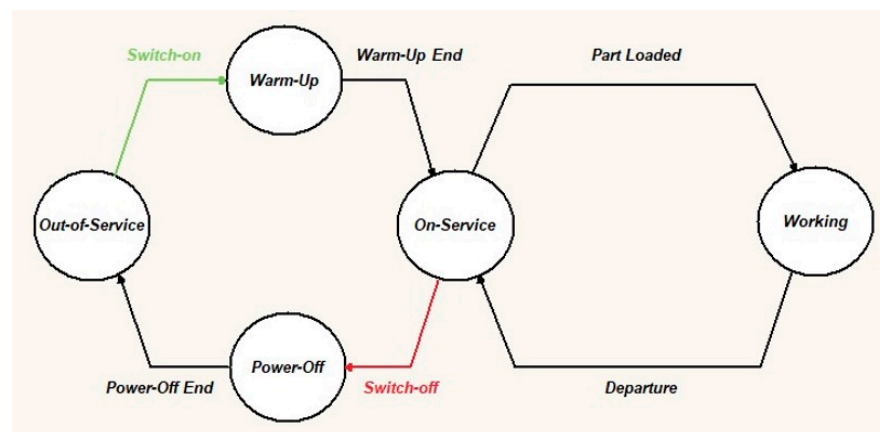 Switch-on
Warm-Up
Warm-Up End
Part Loaded
Out-of-Service
On-Service
Working
Power-Off
Power-Off End
Switch-off
Departure